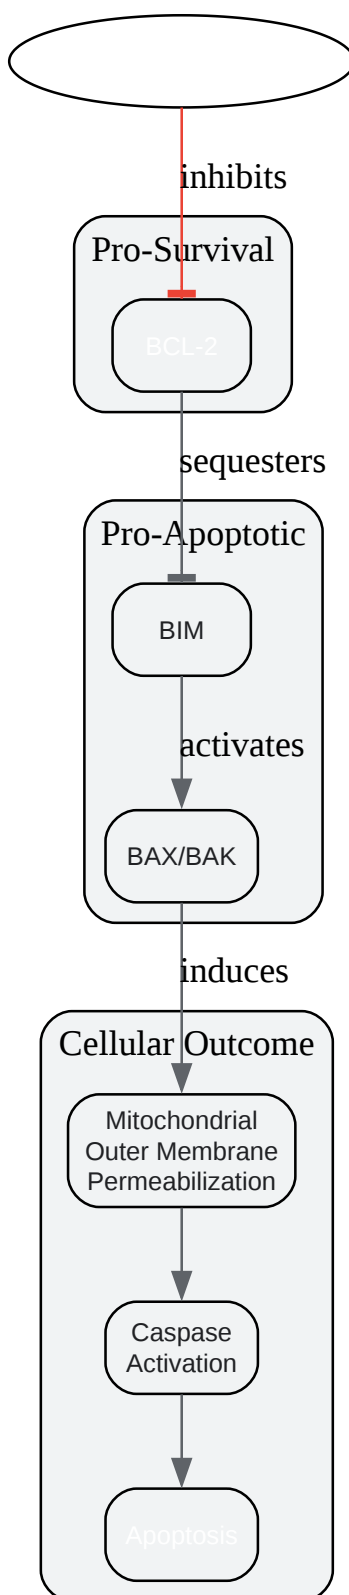 inhibits
Pro-Survival
BCL-2
sequesters
Pro-Apoptotic
BIM
activates
BAX/BAK
induces
Cellular Outcome
Mitochondrial
Outer Membrane
Permeabilization
Caspase
Activation
Apoptosis